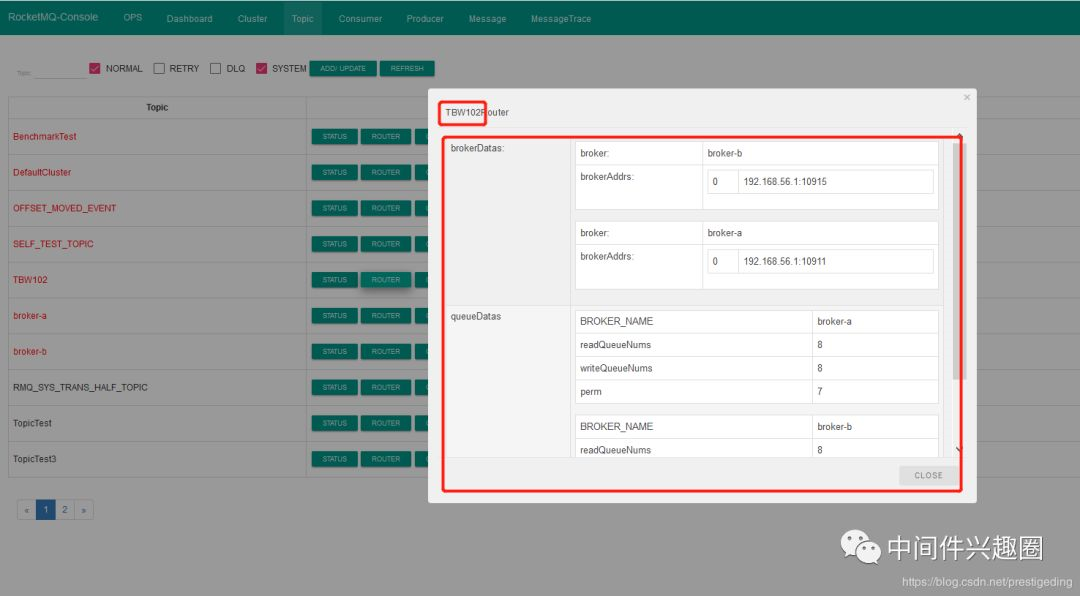 RocketMQ-Console OPS Dashboard Cluster Topic Consumer Producer Message MessageTrace
Topic: NORMAL RETRY DLQ SYSTEM ADD/ UPDATE REFRESH
Topic
BenchmarkTest STATUS ROUTER
DefaultCluster STATUS ROUTER
OFFSET_MOVED_EVENT STATUS ROUTER
SELF_TEST_TOPIC STATUS ROUTER
TBW102 STATUS ROUTER
broker-a STATUS ROUTER
broker-b STATUS ROUTER
RMQ_SYS_TRANS_HALF_TOPIC STATUS ROUTER
TopicTest STATUS ROUTER
TopicTest3 STATUS ROUTER
« 1 2 »
×
TBW102Router
brokerDatas:
broker: broker-b
brokerAddrs: 0 192.168.56.1:10915
broker: broker-a
brokerAddrs: 0 192.168.56.1:10911
queueDatas
BROKER_NAME broker-a
readQueueNums 8
writeQueueNums 8
perm 7
BROKER_NAME broker-b
readQueueNums 8
CLOSE
中间件兴趣圈
https://blog.csdn.net/prestigeding